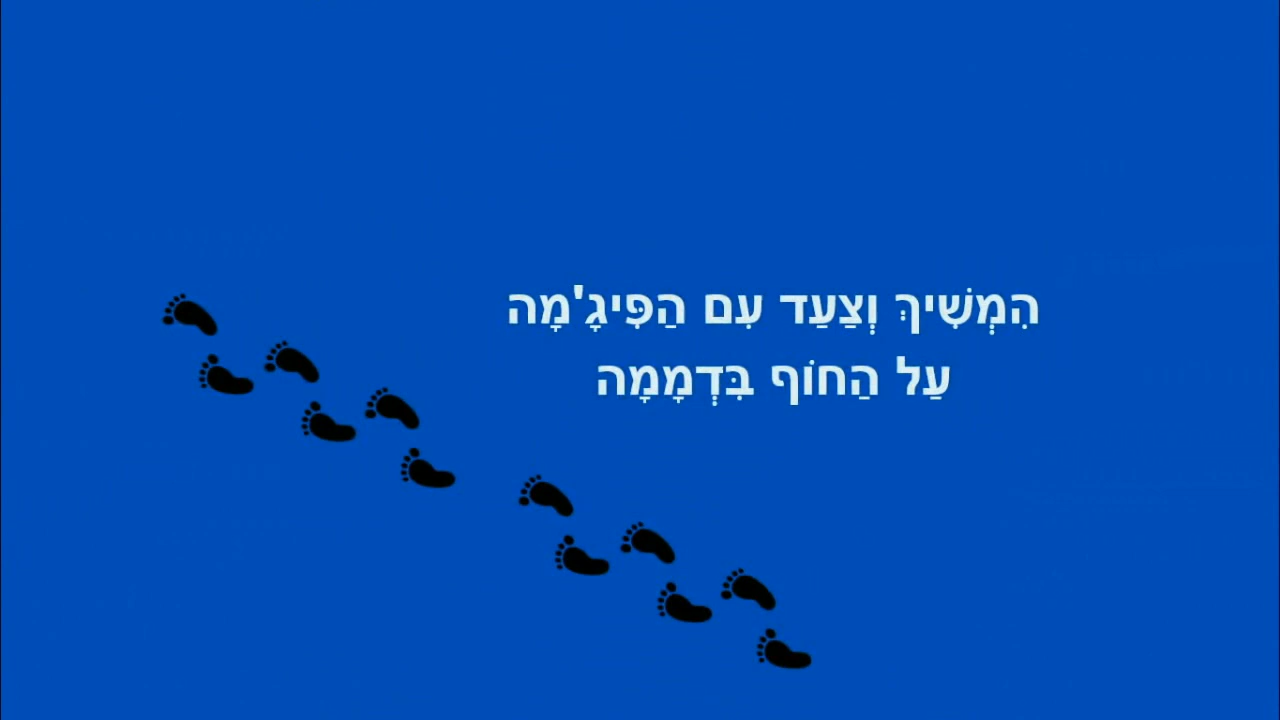 הִמְשִׁיךְ וְצַעַד עִם הַפִּיגָ'מָה
עַל הַחוֹף בִּדְמָמָה